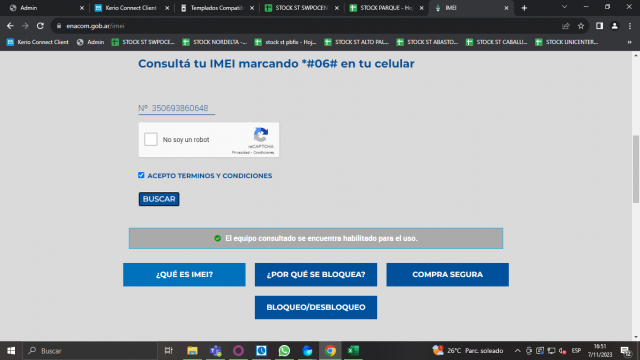 Admin
Kerio Connect Client
Templados Compatib
STOCK ST SWPOCEN
STOCK PARQUE - Hoj
IMEI
enacom.gob.ar/imei
Kerio Connect Client
Admin
STOCK ST SWPOCE...
STOCK NORDELTA -...
stock st pbfix - Hoj...
STOCK ST ALTO PAL...
STOCK ST ABASTO...
STOCK ST CABALLI...
STOCK UNICENTER...
Consultá tu IMEI marcando *#06# en tu celular
Nº 350693860648
No soy un robot
reCAPTCHA
Privacidad - Condiciones
ACEPTO TERMINOS Y CONDICIONES
BUSCAR
El equipo consultado se encuentra habilitado para el uso.
¿QUÉ ES IMEI?
¿POR QUÉ SE BLOQUEA?
COMPRA SEGURA
BLOQUEO/DESBLOQUEO
Buscar
26°C Parc. soleado
ESP
16:51
7/11/2023